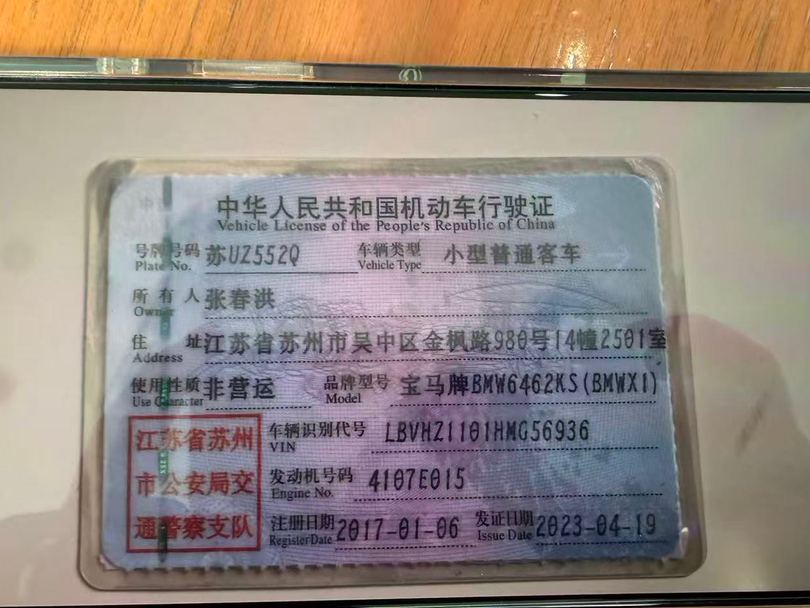 中华人民共和国机动车行驶证
Vehicle License of the People's Republic of China
号牌号码 苏UZ552Q 车辆类型 小型普通客车
Plate No. Vehicle Type
所有人 张春洪
Owner
住址 江苏省苏州市吴中区金枫路980号14幢2501室
Address
使用性质 非营运 品牌型号 宝马牌BMW6462KS(BMWX1)
Use Character Model
江苏省苏州
市公安局交
通警察支队
车辆识别代号 LBVHZ1101HMG56936
VIN
发动机号码 4107E015
Engine No.
注册日期 2017-01-06 发证日期 2023-04-19
Register Date Issue Date